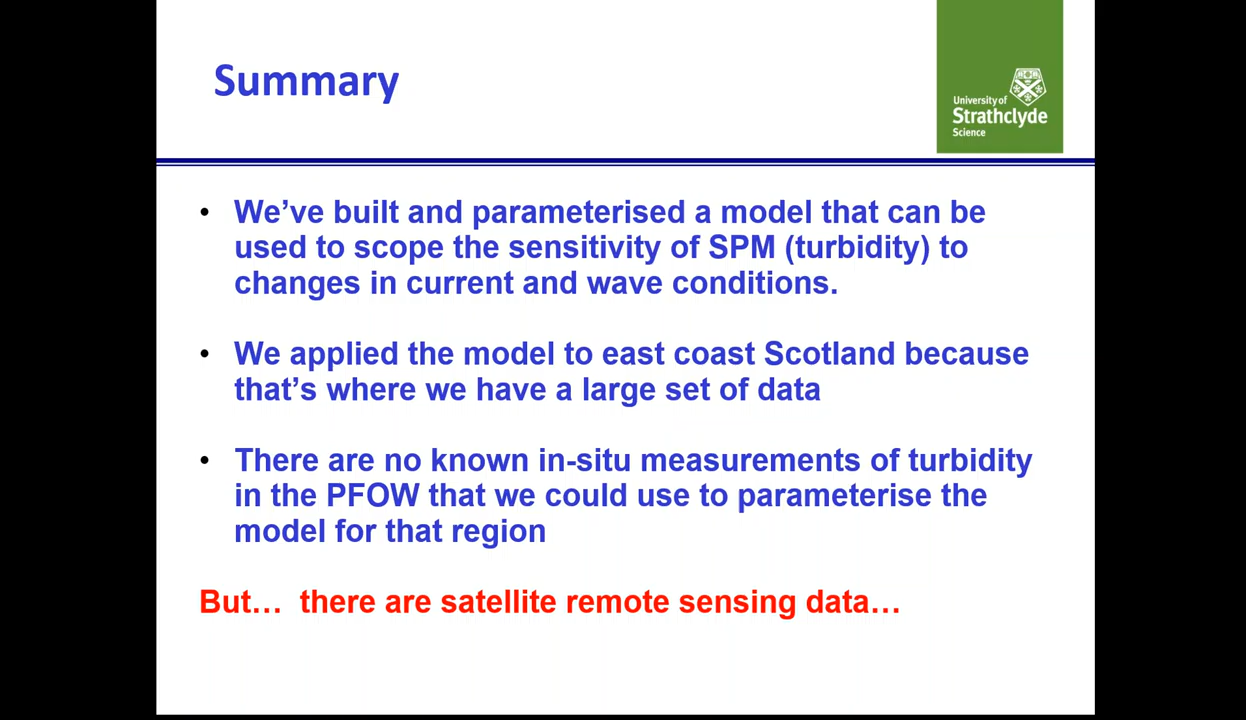 Summary
University of
Strathclyde
Science
• We’ve built and parameterised a model that can be
used to scope the sensitivity of SPM (turbidity) to
changes in current and wave conditions.
• We applied the model to east coast Scotland because
that’s where we have a large set of data
• There are no known in-situ measurements of turbidity
in the PFOW that we could use to parameterise the
model for that region
But… there are satellite remote sensing data…